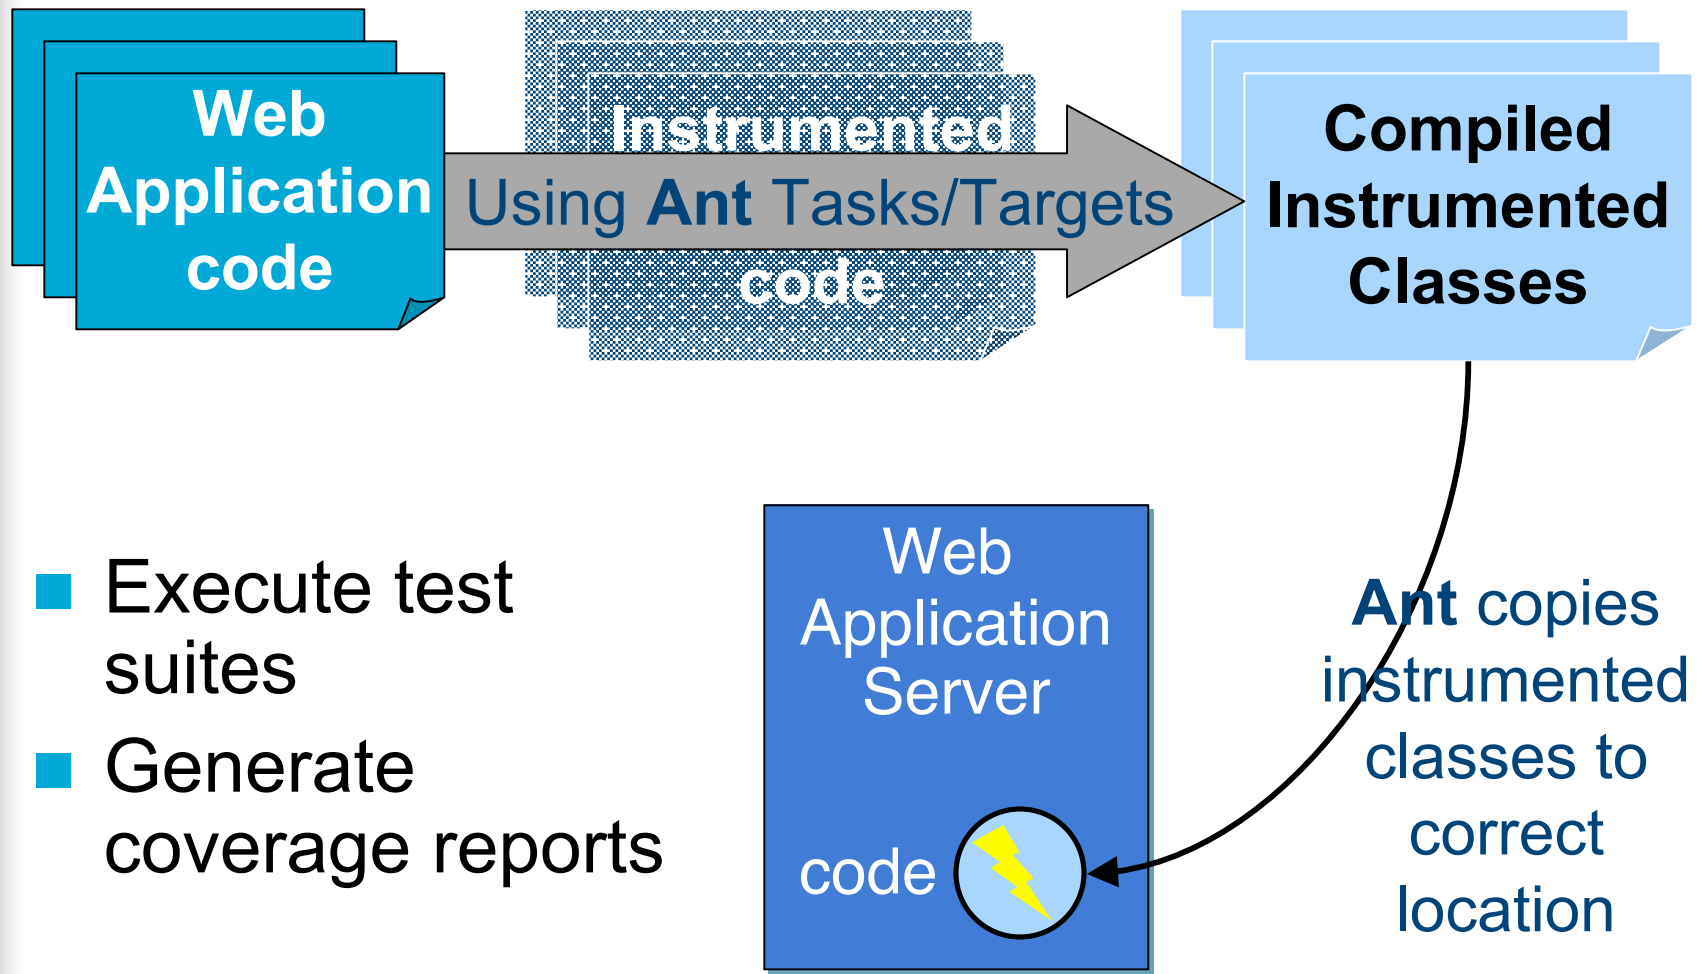 Web
Application
code
Instrumented
code
Using Ant Tasks/Targets
Compiled
Instrumented
Classes
Execute test
suites
Generate
coverage reports
Web
Application
Server
code
Ant copies
instrumented
classes to
correct
location